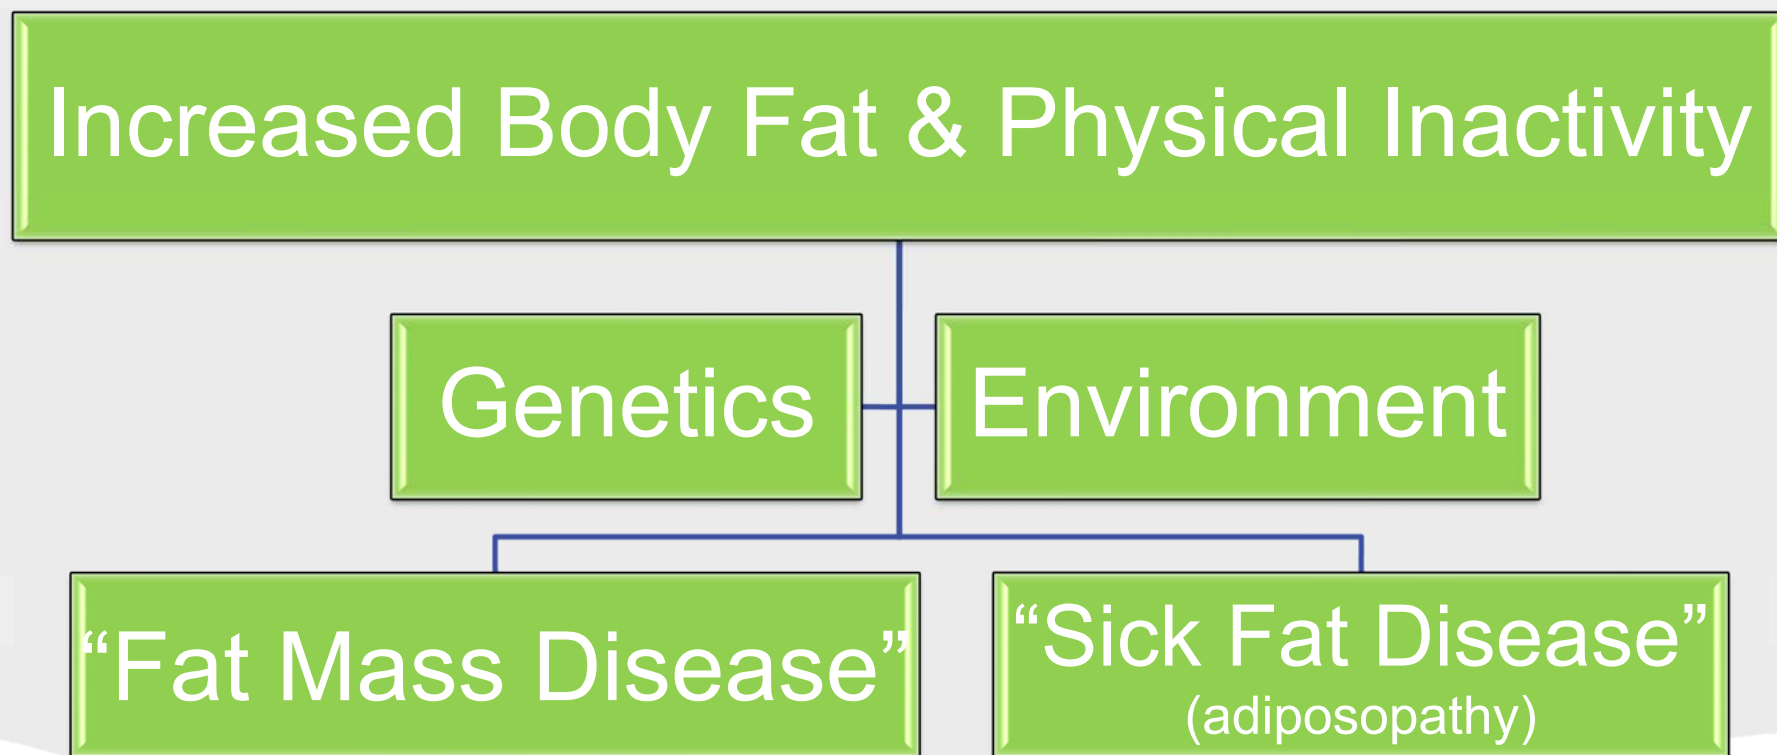 Increased Body Fat & Physical Inactivity
Genetics
Environment
“Fat Mass Disease”
“Sick Fat Disease”
(adiposopathy)